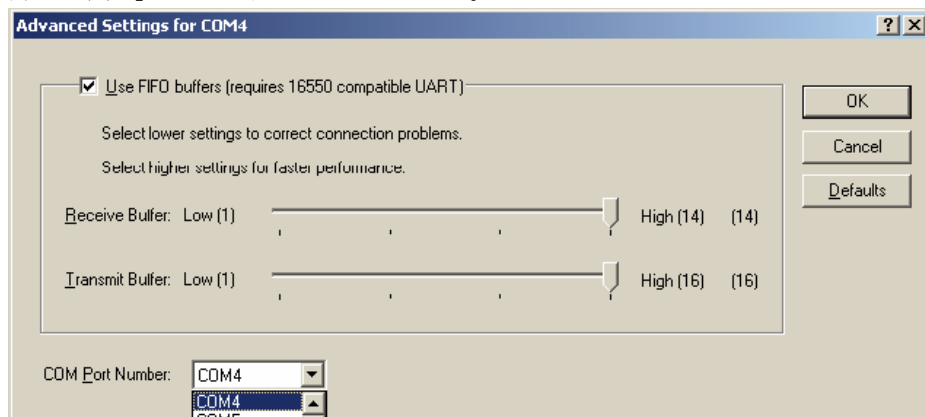 Advanced Settings for COM4
Use FIFO buffers (requires 16550 compatible UART)
OK
Select lower settings to correct connection problems.
Cancel
Select higher settings for faster performance.
Defaults
Receive Buffer: Low (1) High (14) (14)
Transmit Buffer: Low (1) High (16) (16)
COM Port Number: COM4
COM4